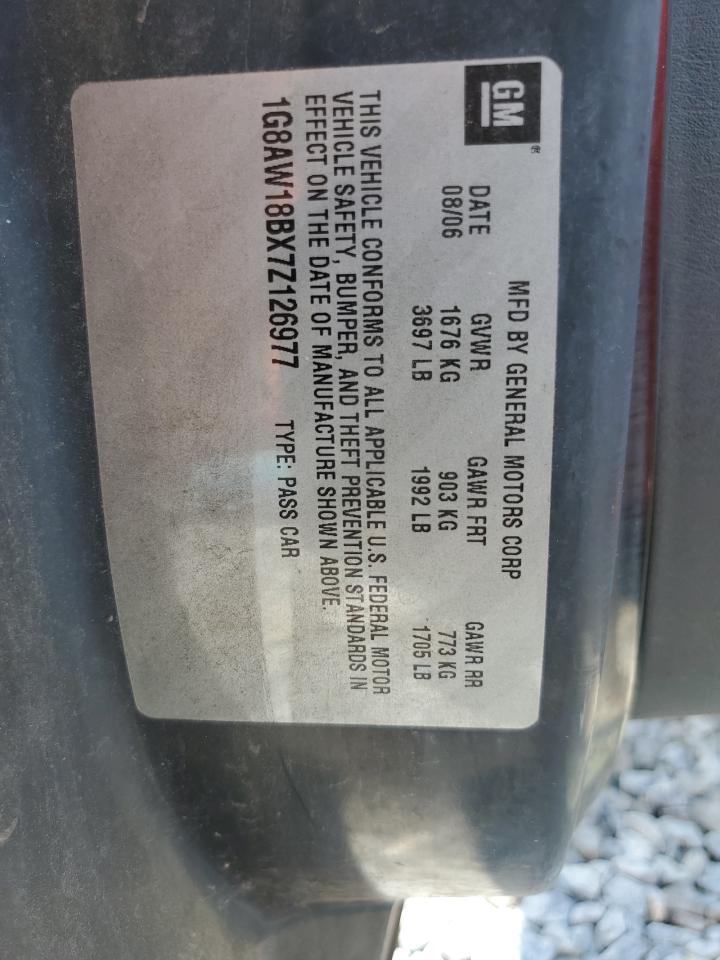 GM ®
MFD BY GENERAL MOTORS CORP
DATE GVWR GAWR FRT GAWR RR
08/06 1676 KG 903 KG 773 KG
3697 LB 1992 LB 1705 LB
THIS VEHICLE CONFORMS TO ALL APPLICABLE U.S. FEDERAL MOTOR
VEHICLE SAFETY, BUMPER, AND THEFT PREVENTION STANDARDS IN
EFFECT ON THE DATE OF MANUFACTURE SHOWN ABOVE.
1G8AW18BX7Z126977 TYPE: PASS CAR